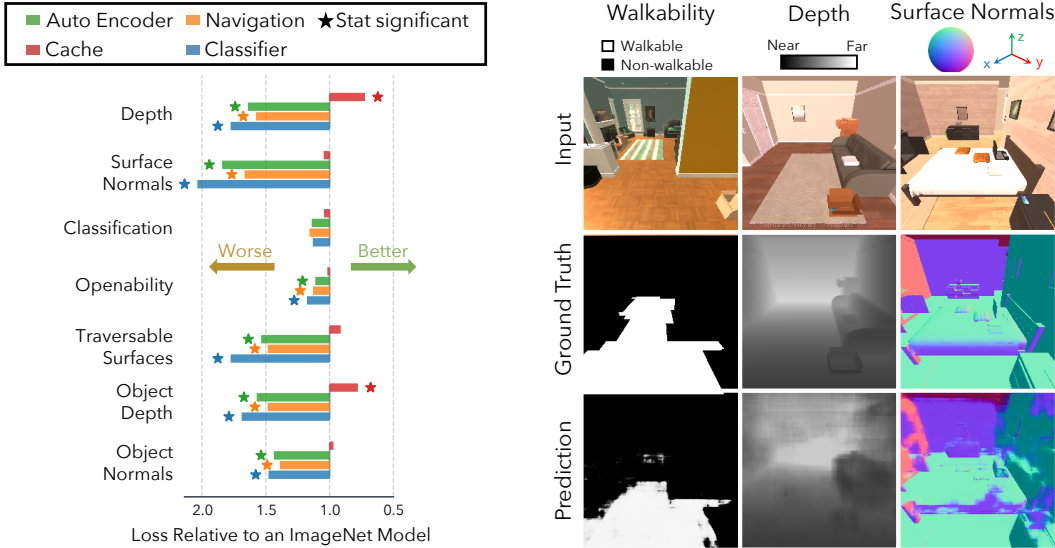 Auto Encoder Navigation ★Stat significant
Cache Classifier
Depth
Surface
Normals
Classification
Worse Better
Openability
Traversable
Surfaces
Object
Depth
Object
Normals
2.0 1.5 1.0 0.5
Loss Relative to an ImageNet Model
Walkability Depth Surface Normals
Walkable
Non-walkable
Near Far
z
x y
Input
Ground Truth
Prediction